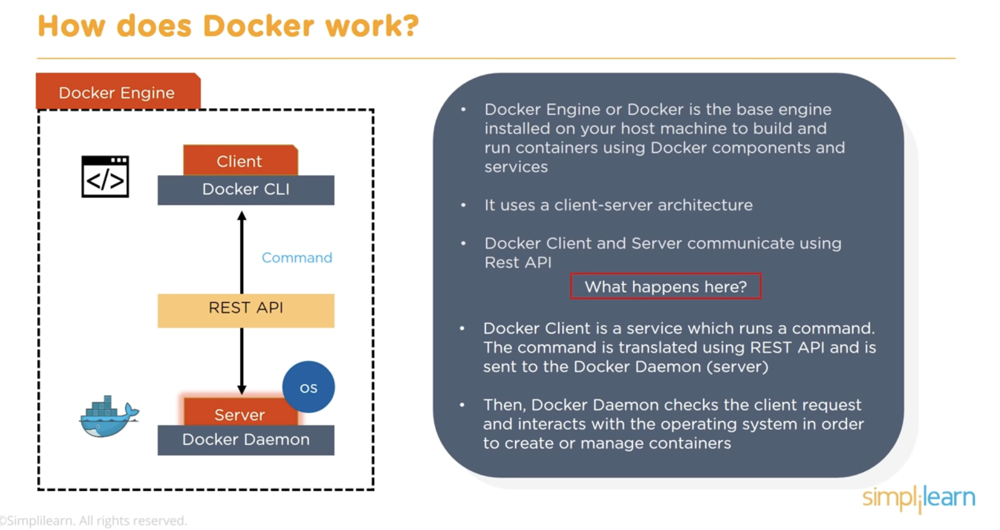 How does Docker work?
Docker Engine
Client
Docker CLI
Command
REST API
OS
Server
Docker Daemon
</>
• Docker Engine or Docker is the base engine
installed on your host machine to build and
run containers using Docker components and
services
• It uses a client-server architecture
• Docker Client and Server communicate using
Rest API
What happens here?
• Docker Client is a service which runs a command.
The command is translated using REST API and is
sent to the Docker Daemon (server)
• Then, Docker Daemon checks the client request
and interacts with the operating system in order
to create or manage containers
simplilearn
©Simplilearn. All rights reserved.